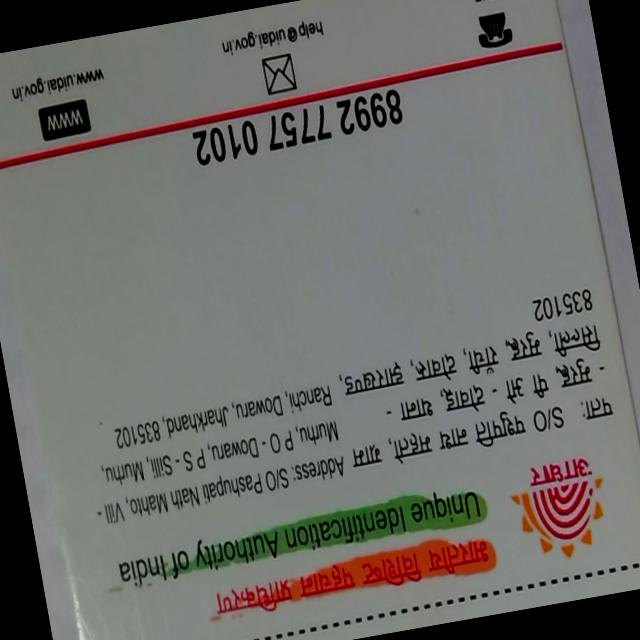 भारतीय विशिष्ट पहचान प्राधिकरण
Unique Identification Authority of India
आधार
पता: S/O पशुपति नाथ महतो, ग्राम
- मुरहू, पी ओ - दोवाड़ू, थाना -
सिल्ली, मुरहू, राँची, दोवारू, झारखण्ड,
835102
Address: S/O Pashupati Nath Mahto, Vill -
Murhu, P O - Dowaru, P S - Silli, Murhu,
Ranchi, Dowaru, Jharkhand, 835102
8992 7757 0102
help@uidai.gov.in
WWW
www.uidai.gov.in